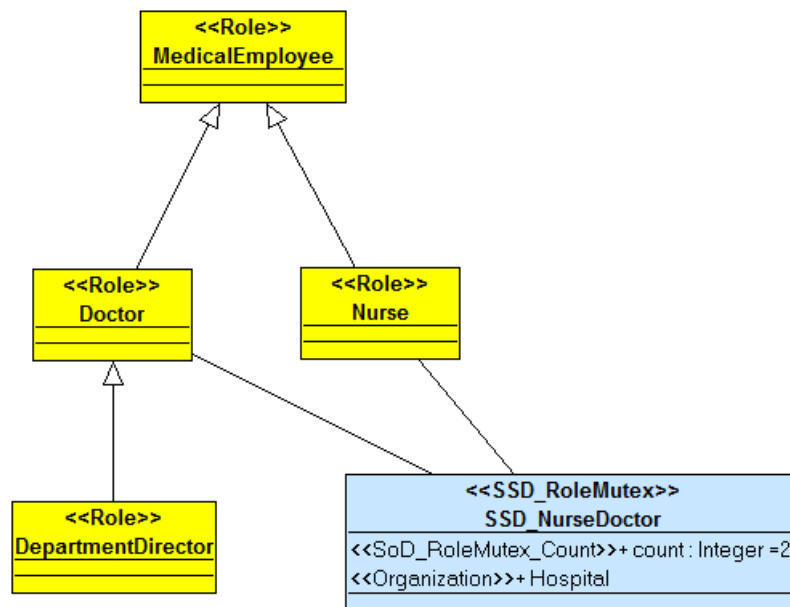 <<Role>>
MedicalEmployee
<<Role>>
Doctor
<<Role>>
Nurse
<<Role>>
DepartmentDirector
<<SSD_RoleMutex>>
SSD_NurseDoctor
<<SoD_RoleMutex_Count>>+ count : Integer =2
<<Organization>>+ Hospital